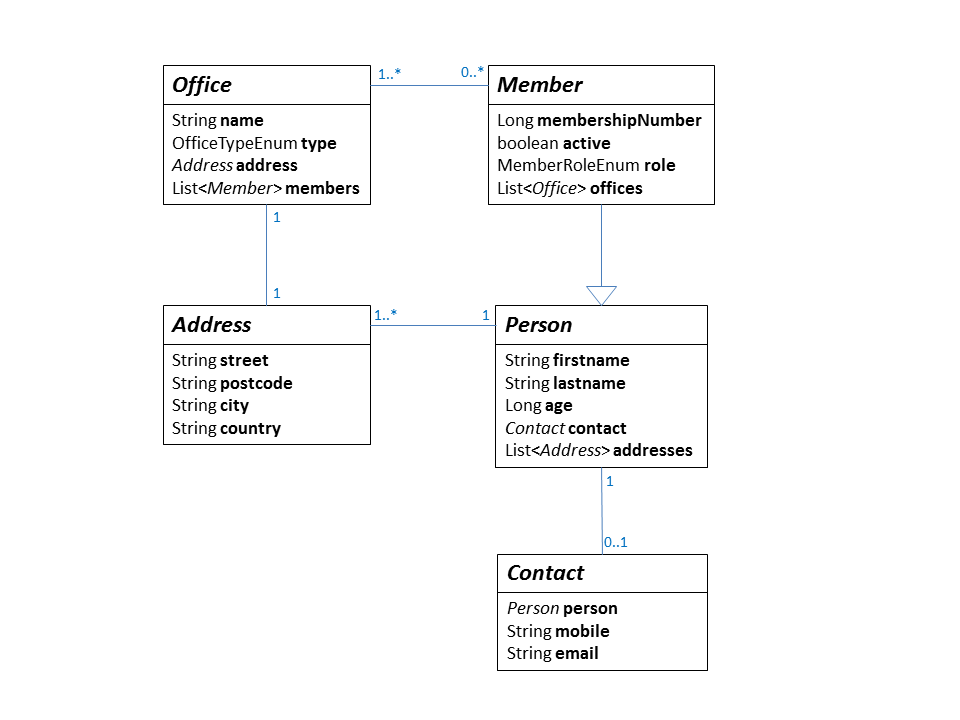 Office
String name
OfficeTypeEnum type
Address address
List<Member> members
1..*
0..*
Member
Long membershipNumber
boolean active
MemberRoleEnum role
List<Office> offices
1
1
Address
String street
String postcode
String city
String country
1..*
1
Person
String firstname
String lastname
Long age
Contact contact
List<Address> addresses
1
0..1
Contact
Person person
String mobile
String email